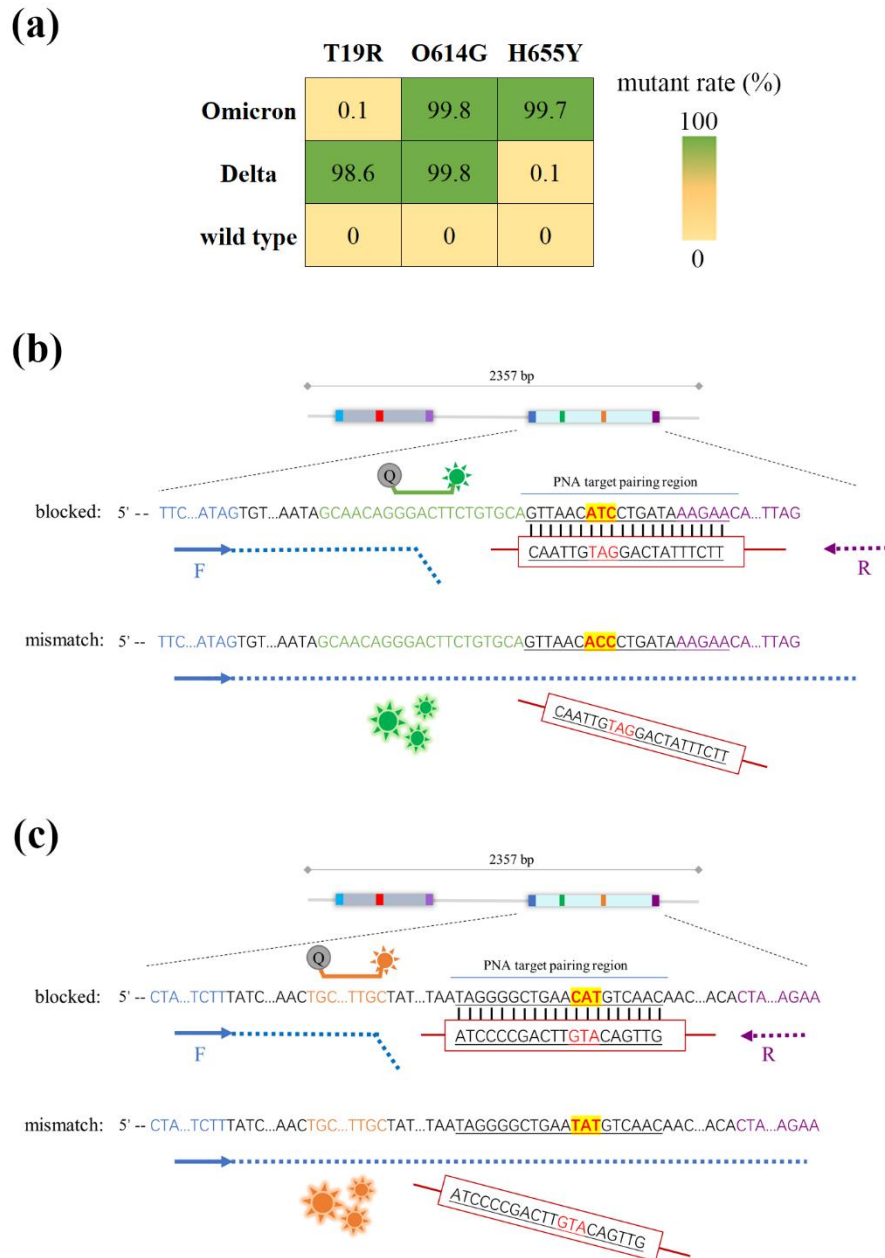 (a)
T19R O614G H655Y
mutant rate (%)
100
Omicron 0.1 99.8 99.7
Delta 98.6 99.8 0.1
wild type 0 0 0
0
(b)
2357 bp
Q
PNA target pairing region
blocked: 5' -- TTC...ATAGTGT...AATAGCAACAGGGACTTCTGTGCAGTTAACATCCTGATAAAGAACA...TTAG
CAATTGTAGGACTATTTCTT
F
R
mismatch: 5' -- TTC...ATAGTGT...AATAGCAACAGGGACTTCTGTGCAGTTAACACCCTGATAAAGAACA...TTAG
CAATTGTAGGACTATTTCTT
(c)
2357 bp
Q
PNA target pairing region
blocked: 5' -- CTA...TCTTTATC...AACTGC...TTGCTAT...TAATAGGGGCTGAACATGTCAACAAC...ACACTA...AGAA
ATCCCCGACTTGTACAGTTG
F
R
mismatch: 5' -- CTA...TCTTTATC...AACTGC...TTGCTAT...TAATAGGGGCTGAATATGTCAACAAC...ACACTA...AGAA
ATCCCCGACTTGTACAGTTG